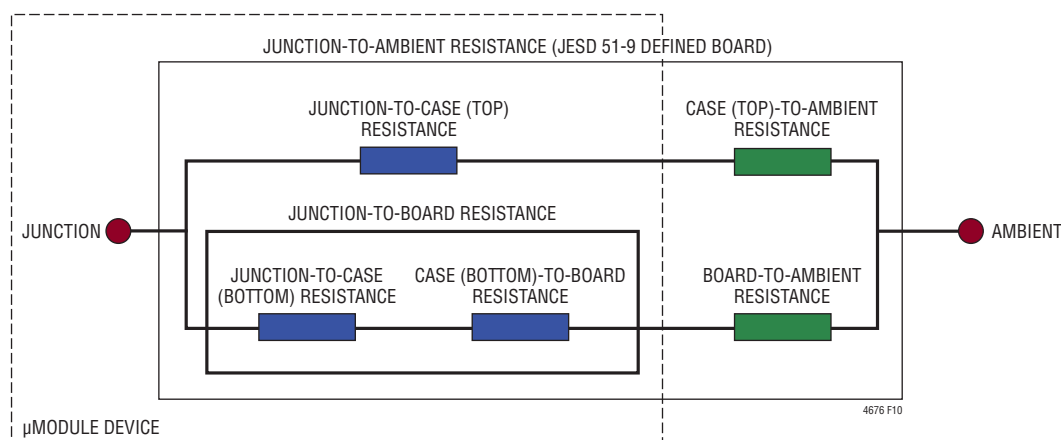 JUNCTION-TO-AMBIENT RESISTANCE (JESD 51-9 DEFINED BOARD)
JUNCTION-TO-CASE (TOP)
RESISTANCE
CASE (TOP)-TO-AMBIENT
RESISTANCE
JUNCTION-TO-BOARD RESISTANCE
JUNCTION
AMBIENT
JUNCTION-TO-CASE
(BOTTOM) RESISTANCE
CASE (BOTTOM)-TO-BOARD
RESISTANCE
BOARD-TO-AMBIENT
RESISTANCE
4676 F10
µMODULE DEVICE